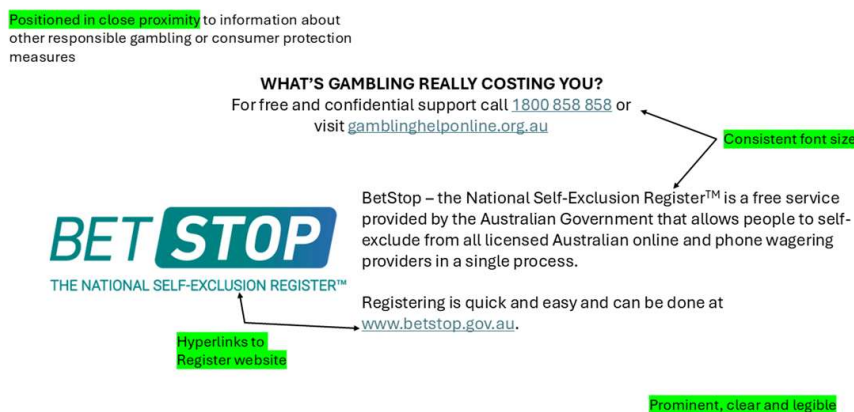 Positioned in close proximity to information about
other responsible gambling or consumer protection
measures
WHAT'S GAMBLING REALLY COSTING YOU?
For free and confidential support call 1800 858 858 or
visit gamblinghelponline.org.au
Consistent font size
BET STOP
THE NATIONAL SELF-EXCLUSION REGISTER™
BetStop – the National Self-Exclusion Register™ is a free service
provided by the Australian Government that allows people to self-
exclude from all licensed Australian online and phone wagering
providers in a single process.
Registering is quick and easy and can be done at
www.betstop.gov.au.
Hyperlinks to
Register website
Prominent, clear and legible